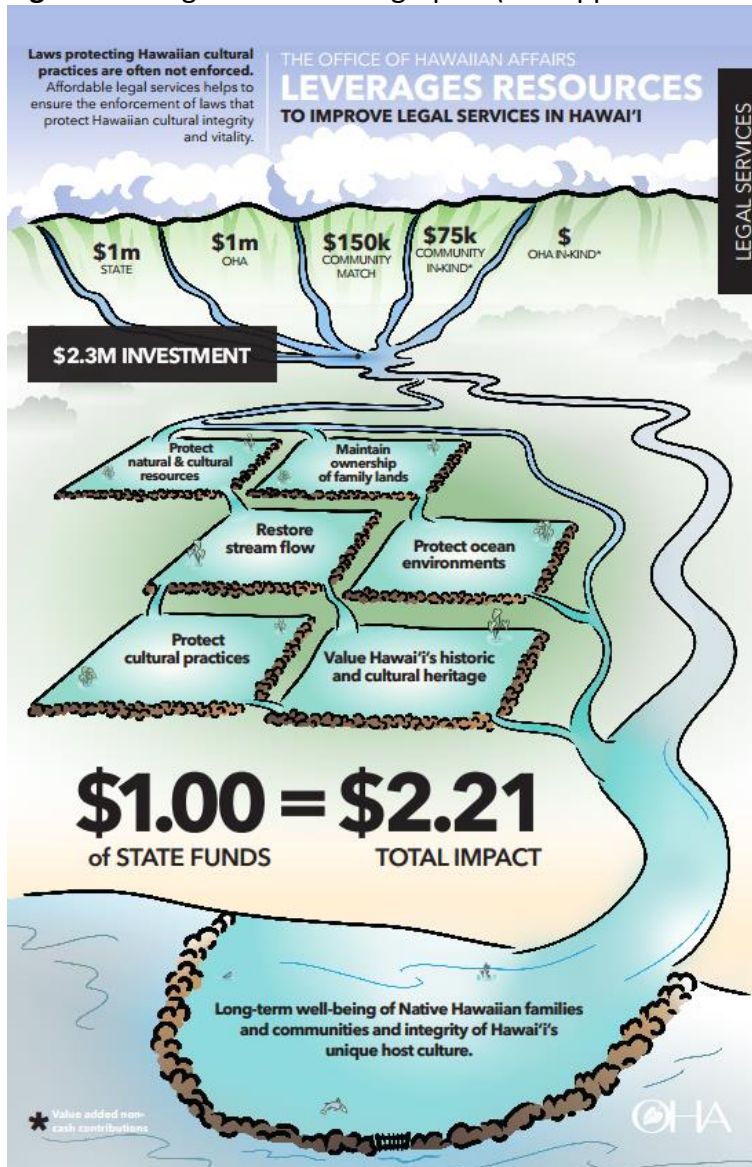 Laws protecting Hawaiian cultural
practices are often not enforced.
Affordable legal services helps to
ensure the enforcement of laws that
protect Hawaiian cultural integrity
and vitality.
THE OFFICE OF HAWAIIAN AFFAIRS
LEVERAGES RESOURCES
TO IMPROVE LEGAL SERVICES IN HAWAI'I
LEGAL SERVICES
$1m
STATE
$1m
OHA
$150k
COMMUNITY
MATCH
$75k
COMMUNITY
IN-KIND*
$
OHA IN-KIND*
$2.3M INVESTMENT
Protect
natural & cultural
resources
Maintain
ownership
of family lands
Restore
stream flow
Protect ocean
environments
Protect
cultural practices
Value Hawai'i's historic
and cultural heritage
$1.00 = $2.21
of STATE FUNDS TOTAL IMPACT
Long-term well-being of Native Hawaiian families
and communities and integrity of Hawai'i's
unique host culture.
* Value added non-
cash contributions
OHA